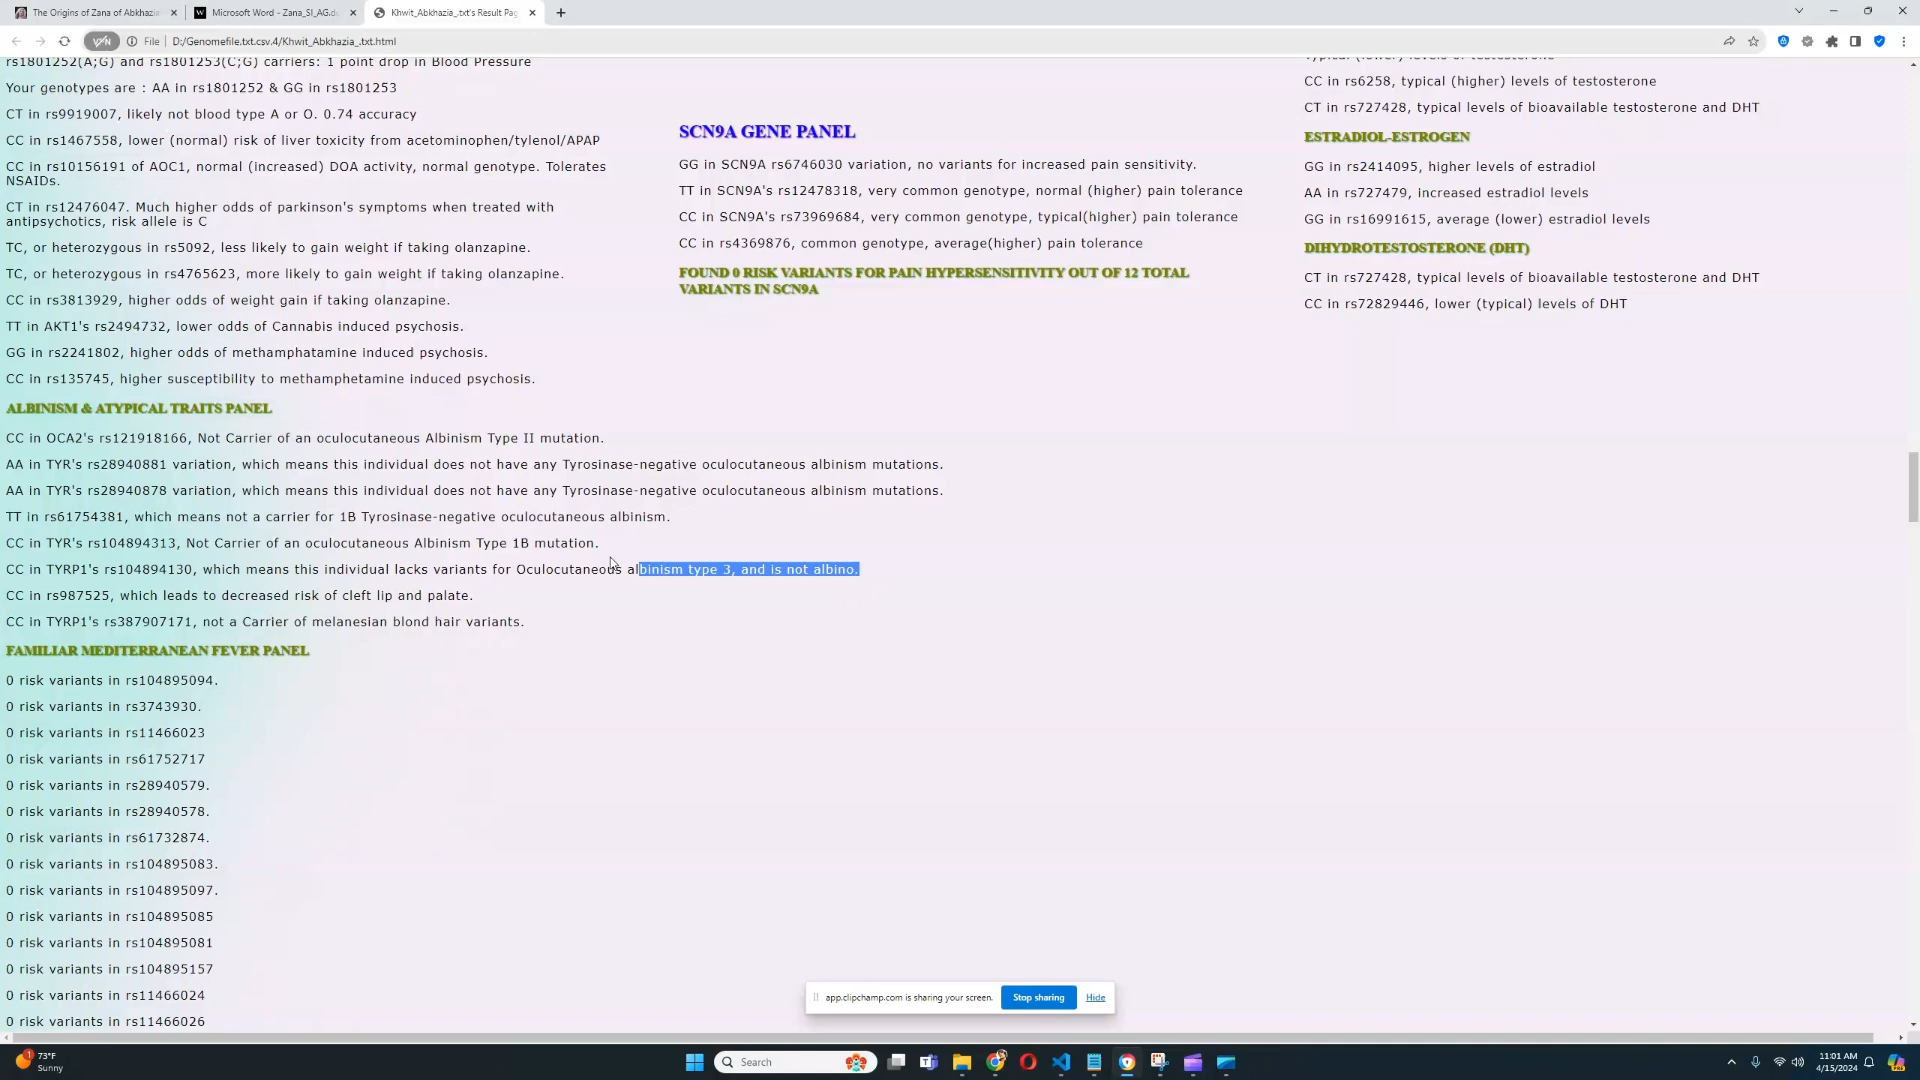 The Origins of Zana of Abkhazia
Microsoft Word - Zana_SI_AG.d
Khwit_Abkhazia_.txt's Result Pag
VPN
File
D:/Genomefile.txt.csv.4/Khwit_Abkhazia_.txt.html
rs1801252(A;G) and rs1801253(C;G) carriers: 1 point drop in Blood Pressure
Your genotypes are : AA in rs1801252 & GG in rs1801253
CT in rs9919007, likely not blood type A or O. 0.74 accuracy
CC in rs1467558, lower (normal) risk of liver toxicity from acetominophen/tylenol/APAP
CC in rs10156191 of AOC1, normal (increased) DOA activity, normal genotype. Tolerates
NSAIDs.
CT in rs12476047. Much higher odds of parkinson's symptoms when treated with
antipsychotics, risk allele is C
TC, or heterozygous in rs5092, less likely to gain weight if taking olanzapine.
TC, or heterozygous in rs4765623, more likely to gain weight if taking olanzapine.
CC in rs3813929, higher odds of weight gain if taking olanzapine.
TT in AKT1's rs2494732, lower odds of Cannabis induced psychosis.
GG in rs2241802, higher odds of methamphatamine induced psychosis.
CC in rs135745, higher susceptibility to methamphetamine induced psychosis.
ALBINISM & ATYPICAL TRAITS PANEL
CC in OCA2's rs121918166, Not Carrier of an oculocutaneous Albinism Type II mutation.
AA in TYR's rs28940881 variation, which means this individual does not have any Tyrosinase-negative oculocutaneous albinism mutations.
AA in TYR's rs28940878 variation, which means this individual does not have any Tyrosinase-negative oculocutaneous albinism mutations.
TT in rs61754381, which means not a carrier for 1B Tyrosinase-negative oculocutaneous albinism.
CC in TYR's rs104894313, Not Carrier of an oculocutaneous Albinism Type 1B mutation.
CC in TYRP1's rs104894130, which means this individual lacks variants for Oculocutaneous albinism type 3, and is not albino.
CC in rs987525, which leads to decreased risk of cleft lip and palate.
CC in TYRP1's rs387907171, not a Carrier of melanesian blond hair variants.
FAMILIAR MEDITERRANEAN FEVER PANEL
0 risk variants in rs104895094.
0 risk variants in rs3743930.
0 risk variants in rs11466023
0 risk variants in rs61752717
0 risk variants in rs28940579.
0 risk variants in rs28940578.
0 risk variants in rs61732874.
0 risk variants in rs104895083.
0 risk variants in rs104895097.
0 risk variants in rs104895085
0 risk variants in rs104895081
0 risk variants in rs104895157
0 risk variants in rs11466024
0 risk variants in rs11466026
SCN9A GENE PANEL
GG in SCN9A rs6746030 variation, no variants for increased pain sensitivity.
TT in SCN9A's rs12478318, very common genotype, normal (higher) pain tolerance
CC in SCN9A's rs73969684, very common genotype, typical(higher) pain tolerance
CC in rs4369876, common genotype, average(higher) pain tolerance
FOUND 0 RISK VARIANTS FOR PAIN HYPERSENSITIVITY OUT OF 12 TOTAL
VARIANTS IN SCN9A
Typical (lower) levels of testosterone
CC in rs6258, typical (higher) levels of testosterone
CT in rs727428, typical levels of bioavailable testosterone and DHT
ESTRADIOL-ESTROGEN
GG in rs2414095, higher levels of estradiol
AA in rs727479, increased estradiol levels
GG in rs16991615, average (lower) estradiol levels
DIHYDROTESTOSTERONE (DHT)
CT in rs727428, typical levels of bioavailable testosterone and DHT
CC in rs72829446, lower (typical) levels of DHT
app.clipchamp.com is sharing your screen.
Stop sharing
Hide
1
73°F
Sunny
Search
11:01 AM
4/15/2024